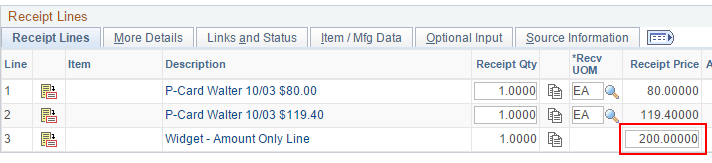 Receipt Lines
Receipt Lines More Details Links and Status Item / Mfg Data Optional Input Source Information
Line Item Description Receipt Qty *Recv UOM Receipt Price
1 P-Card Walter 10/03 $80.00 1.0000 EA 80.00000
2 P-Card Walter 10/03 $119.40 1.0000 EA 119.40000
3 Widget - Amount Only Line 1.0000 200.00000